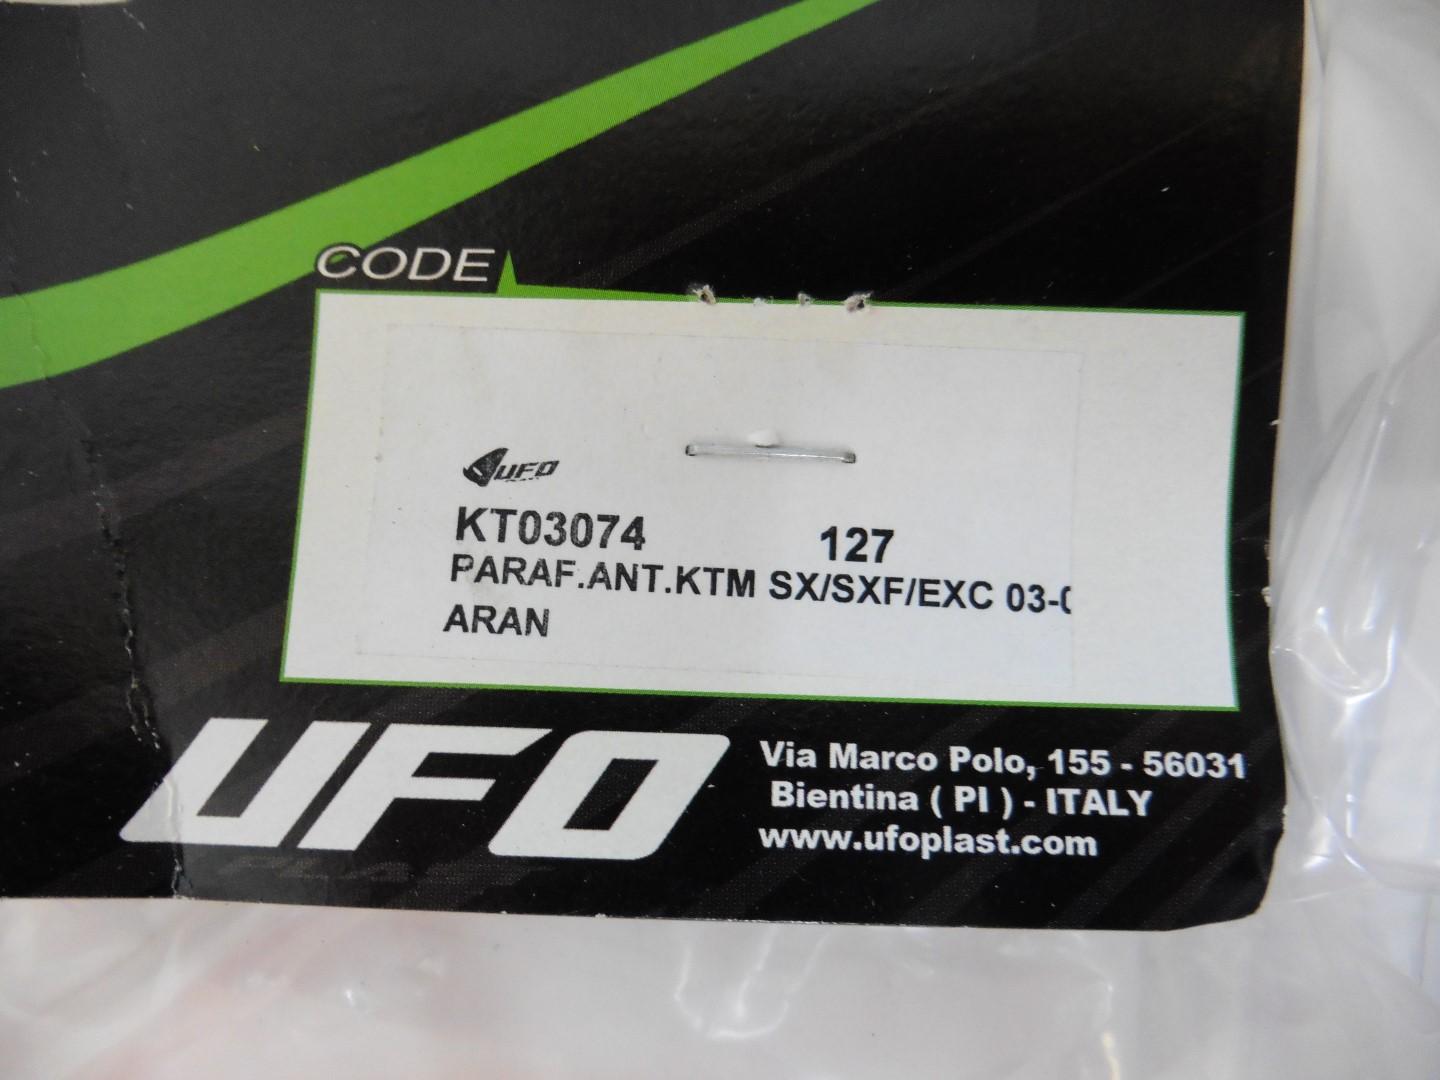 CODE
UFO
KT03074 127
PARAF.ANT.KTM SX/SXF/EXC 03-
ARAN
UFO
Via Marco Polo, 155 - 56031
Bientina ( PI ) - ITALY
www.ufoplast.com